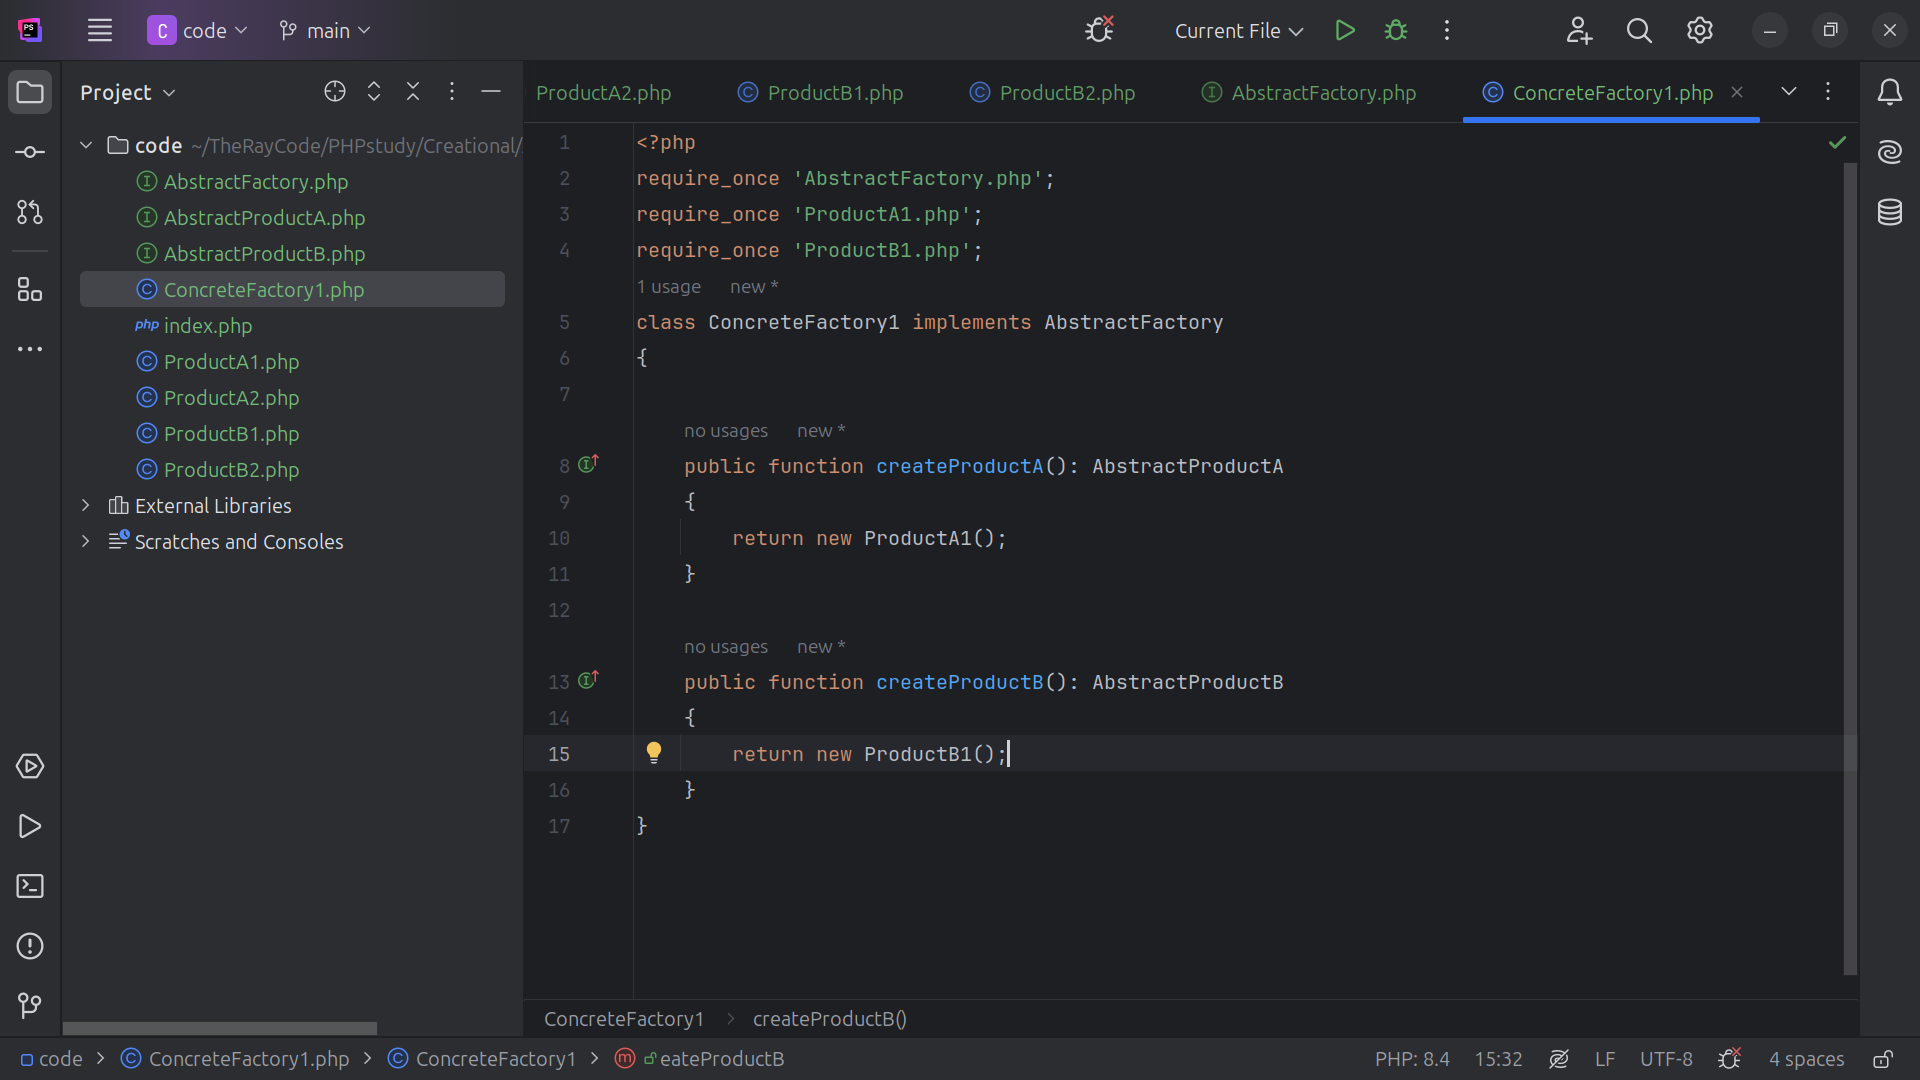 PS
C code main Current File
Project
ProductA2.php ProductB1.php ProductB2.php AbstractFactory.php ConcreteFactory1.php
code ~/TheRayCode/PHPstudy/Creational/
AbstractFactory.php
AbstractProductA.php
AbstractProductB.php
ConcreteFactory1.php
php index.php
ProductA1.php
ProductA2.php
ProductB1.php
ProductB2.php
External Libraries
Scratches and Consoles
1 <?php
2 require_once 'AbstractFactory.php';
3 require_once 'ProductA1.php';
4 require_once 'ProductB1.php';
1 usage new *
5 class ConcreteFactory1 implements AbstractFactory
6 {
7
no usages new *
8 public function createProductA(): AbstractProductA
9 {
10 return new ProductA1();
11 }
12
no usages new *
13 public function createProductB(): AbstractProductB
14 {
15 return new ProductB1();
16 }
17 }
ConcreteFactory1 > createProductB()
code > ConcreteFactory1.php > ConcreteFactory1 > eateProductB
PHP: 8.4 15:32 LF UTF-8 4 spaces